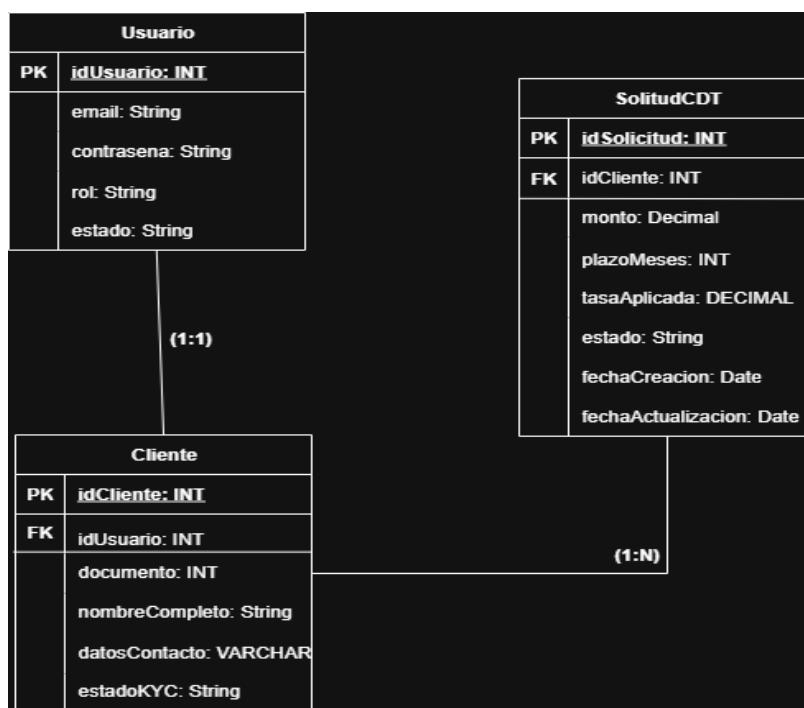 Usuario
PK idUsuario: INT
email: String
contrasena: String
rol: String
estado: String
(1:1)
SolitudCDT
PK idSolicitud: INT
FK idCliente: INT
monto: Decimal
plazoMeses: INT
tasaAplicada: DECIMAL
estado: String
fechaCreacion: Date
fechaActualizacion: Date
(1:N)
Cliente
PK idCliente: INT
FK idUsuario: INT
documento: INT
nombreCompleto: String
datosContacto: VARCHAR
estadoKYC: String